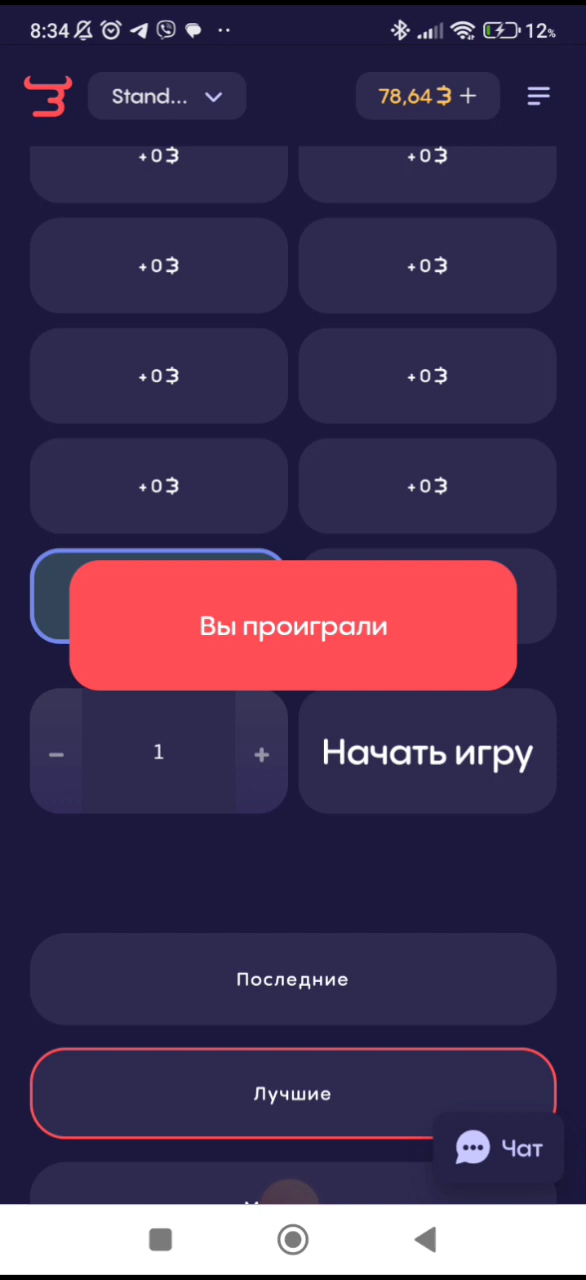 8:34 12%
Stand... 78,64 +
+0 +0
+0 +0
+0 +0
+0 +0
Вы проиграли
- 1 + Начать игру
Последние
Лучшие
Чат